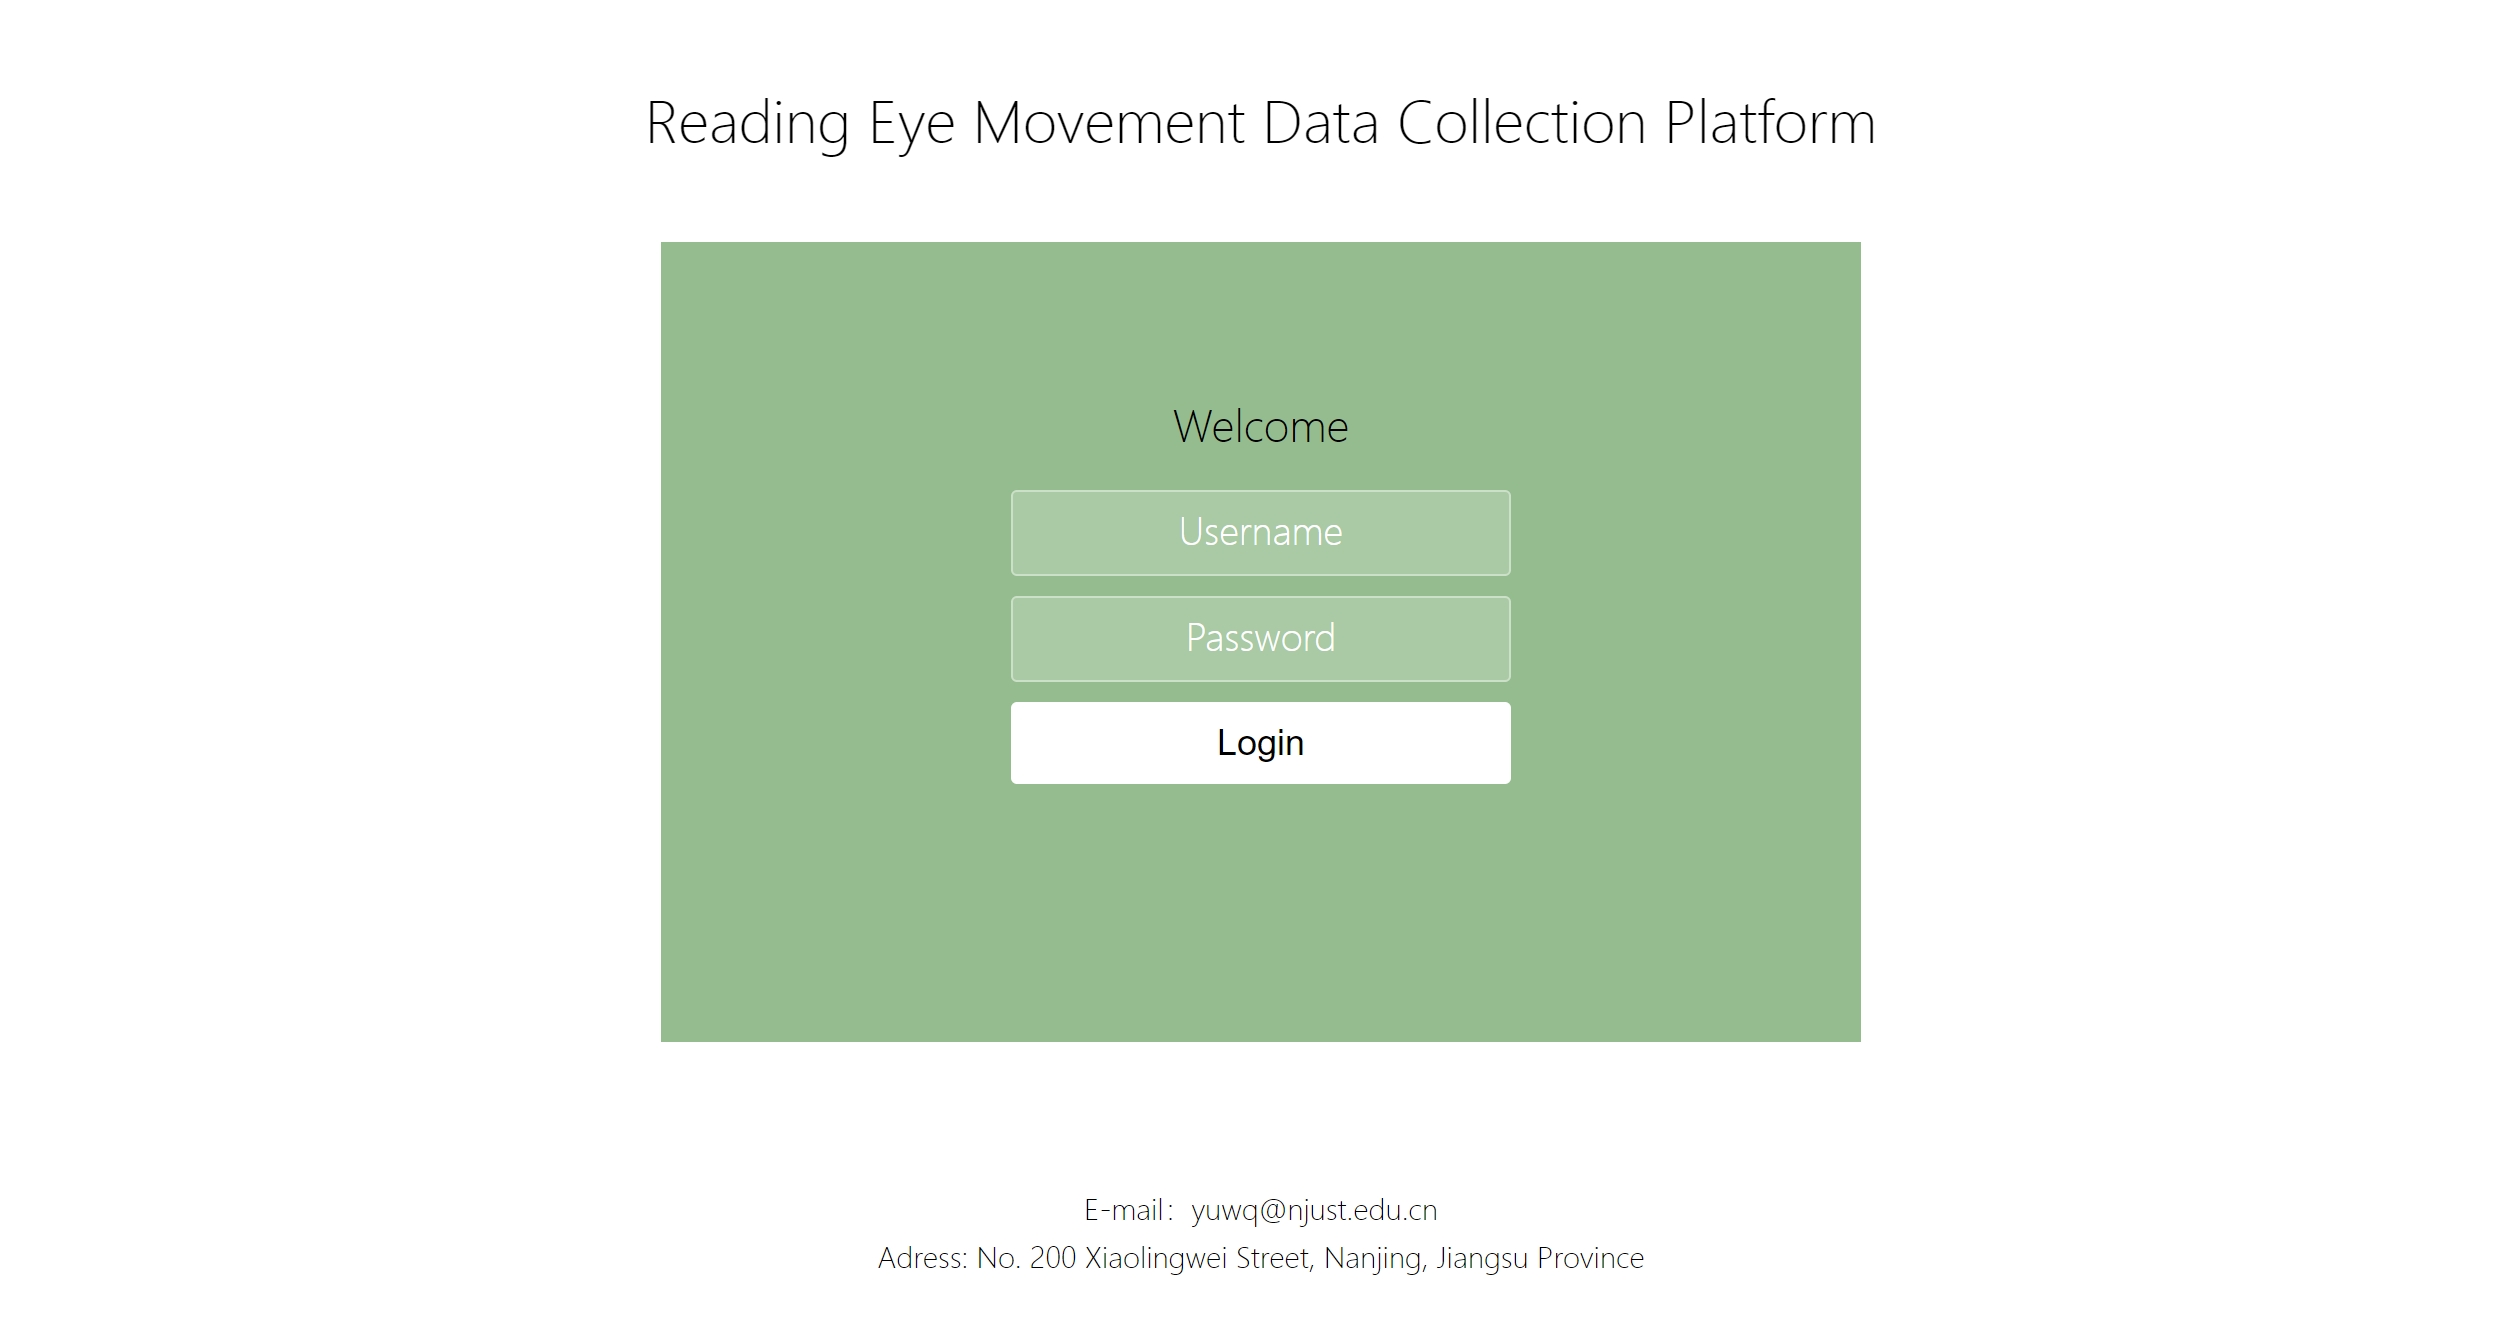 Reading Eye Movement Data Collection Platform
Welcome
Username
Password
Login
E-mail：yuwq@njust.edu.cn
Adress: No. 200 Xiaolingwei Street, Nanjing, Jiangsu Province